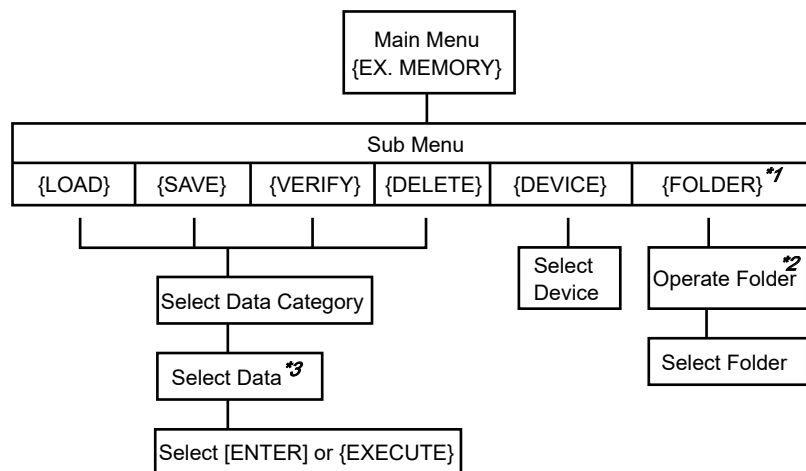 Main Menu
{EX. MEMORY}
Sub Menu
{LOAD} {SAVE} {VERIFY} {DELETE} {DEVICE} {FOLDER}*1
Select Device
Operate Folder*2
Select Data Category
Select Folder
Select Data*3
Select [ENTER] or {EXECUTE}